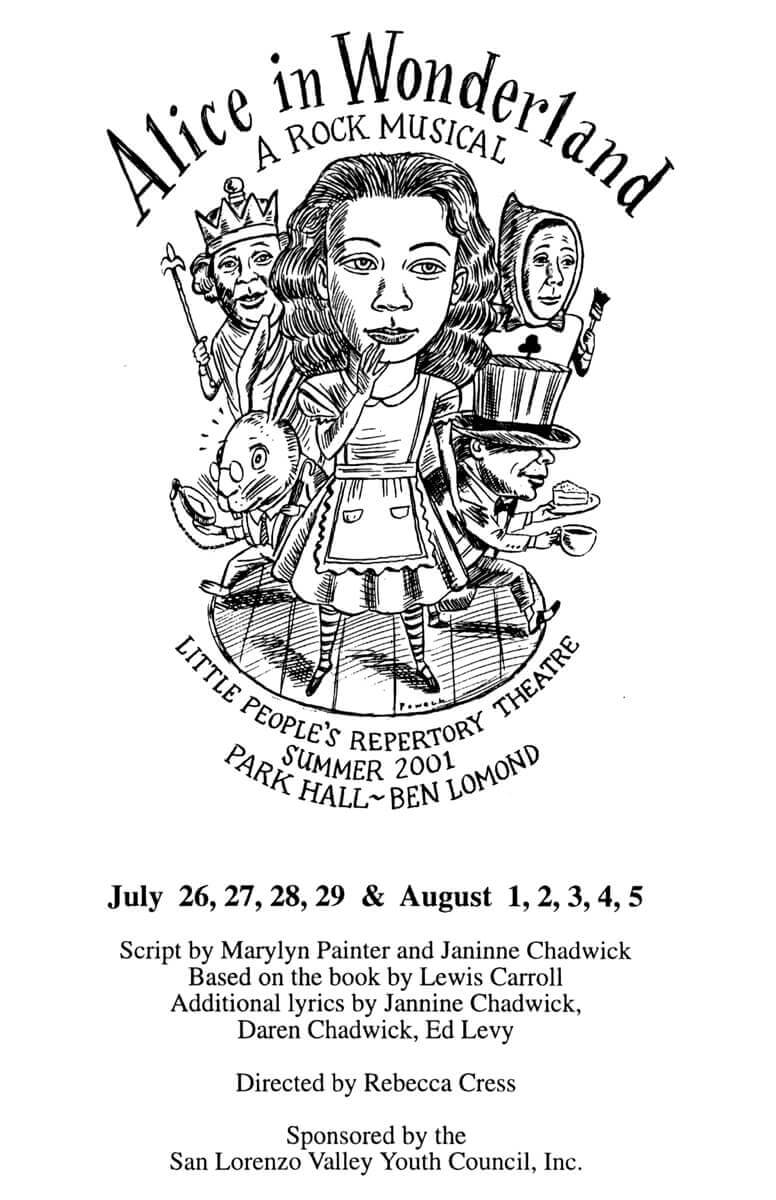 Alice in Wonderland
A ROCK MUSICAL
POWELL
LITTLE PEOPLE'S REPERTORY THEATRE
SUMMER 2001
PARK HALL~BEN LOMOND
July 26, 27, 28, 29 & August 1, 2, 3, 4, 5
Script by Marylyn Painter and Janinne Chadwick
Based on the book by Lewis Carroll
Additional lyrics by Jannine Chadwick,
Daren Chadwick, Ed Levy
Directed by Rebecca Cress
Sponsored by the
San Lorenzo Valley Youth Council, Inc.